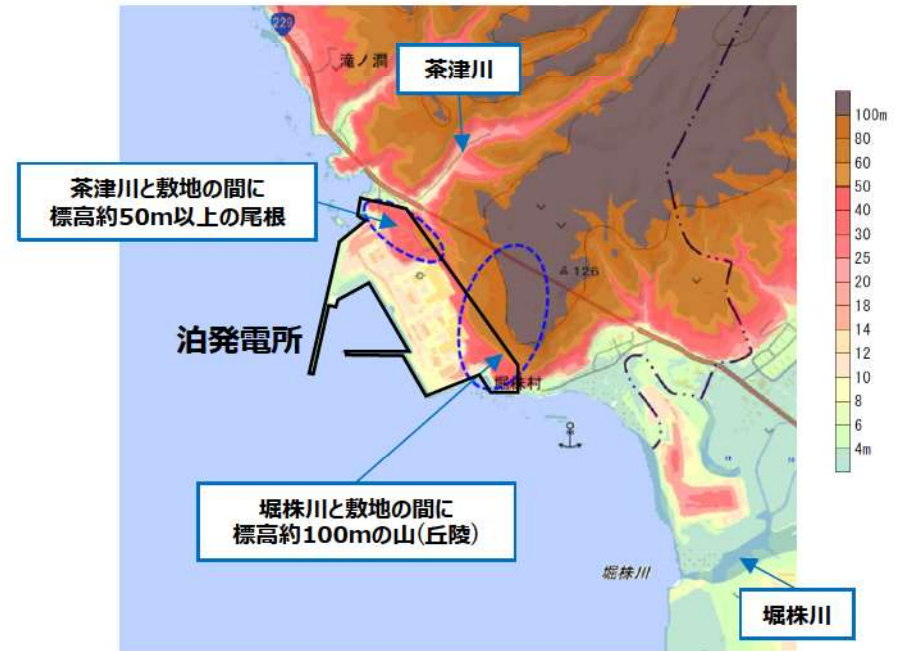 229
滝ノ澗
茶津川
茶津川と敷地の間に
標高約50m以上の尾根
126
泊発電所
堀株村
堀株川と敷地の間に
標高約100mの山(丘陵)
堀株川
堀株川
100m
80
60
50
40
30
25
20
18
14
12
10
8
6
4m